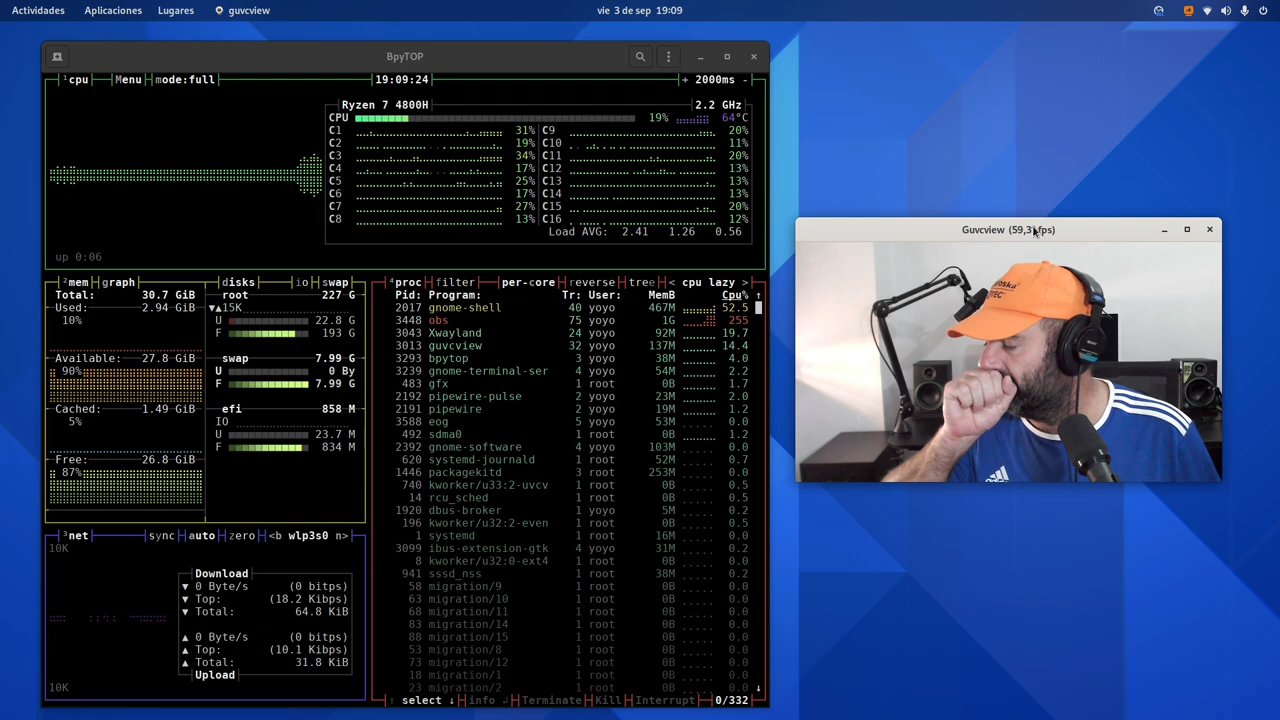 Actividades Aplicaciones Lugares guvcview vie 3 de sep 19:09
BpyTOP
¹cpu Menu mode:full 19:09:24 + 2000ms -
Ryzen 7 4800H 2.2 GHz
CPU 19% 64°C
C1 31% C9 20%
C2 19% C10 11%
C3 34% C11 20%
C4 17% C12 13%
C5 25% C13 13%
C6 17% C14 13%
C7 27% C15 20%
C8 13% C16 12%
Load AVG: 2.41 1.26 0.56
up 0:06
²mem graph disks io swap
Total: 30.7 GiB
Used: 2.94 GiB
10%
Available: 27.8 GiB
90%
Cached: 1.49 GiB
5%
Free: 26.8 GiB
87%
root 227 G
▼▲15K
U 22.8 G
F 193 G
swap 7.99 G
U 0 By
F 7.99 G
efi 858 M
IO
U 23.7 M
F 834 M
³net sync auto zero <b wlp3s0 n>
10K
Download
▼ 0 Byte/s (0 bitps)
▼ Top: (18.2 Kibps)
▼ Total: 64.8 KiB
▲ 0 Byte/s (0 bitps)
▲ Top: (10.1 Kibps)
▲ Total: 31.8 KiB
Upload
10K
⁴proc filter per-core reverse tree < cpu lazy >
Pid: Program: Tr: User: MemB Cpu% ↑
2017 gnome-shell 40 yoyo 467M 52.5
3448 obs 75 yoyo 1G 255
3043 Xwayland 24 yoyo 92M 19.7
3013 guvcview 32 yoyo 137M 14.4
3293 bpytop 3 yoyo 38M 4.0
3239 gnome-terminal-ser 4 yoyo 54M 2.2
483 gfx 1 root 0B 1.7
2192 pipewire-pulse 2 yoyo 23M 2.0
2191 pipewire 2 yoyo 19M 1.2
3588 eog 5 yoyo 53M 0.0
492 sdma0 1 root 0B 1.2
2392 gnome-software 4 yoyo 103M 0.0
620 systemd-journald 1 root 52M 0.7
1446 packagekitd 3 root 253M 0.0
740 kworker/u33:2-uvcv 1 root 0B 0.5
14 rcu_sched 1 root 0B 0.5
1920 dbus-broker 1 yoyo 5M 0.2
196 kworker/u32:2-even 1 root 0B 0.5
1 systemd 1 root 16M 0.0
3099 ibus-extension-gtk 4 yoyo 31M 0.2
8 kworker/u32:0-ext4 1 root 0B 0.0
941 sssd_nss 1 root 38M 0.2
58 migration/9 1 root 0B 0.0
63 migration/10 1 root 0B 0.0
68 migration/11 1 root 0B 0.0
83 migration/14 1 root 0B 0.0
88 migration/15 1 root 0B 0.0
53 migration/8 1 root 0B 0.0
73 migration/12 1 root 0B 0.0
18 migration/1 1 root 0B 0.0
23 migration/2 1 root 0B 0.0 ↓
↑ select ↓ info ↲ Terminate Kill Interrupt 0/332
Guvcview (59,3 fps)
SONY
adidas